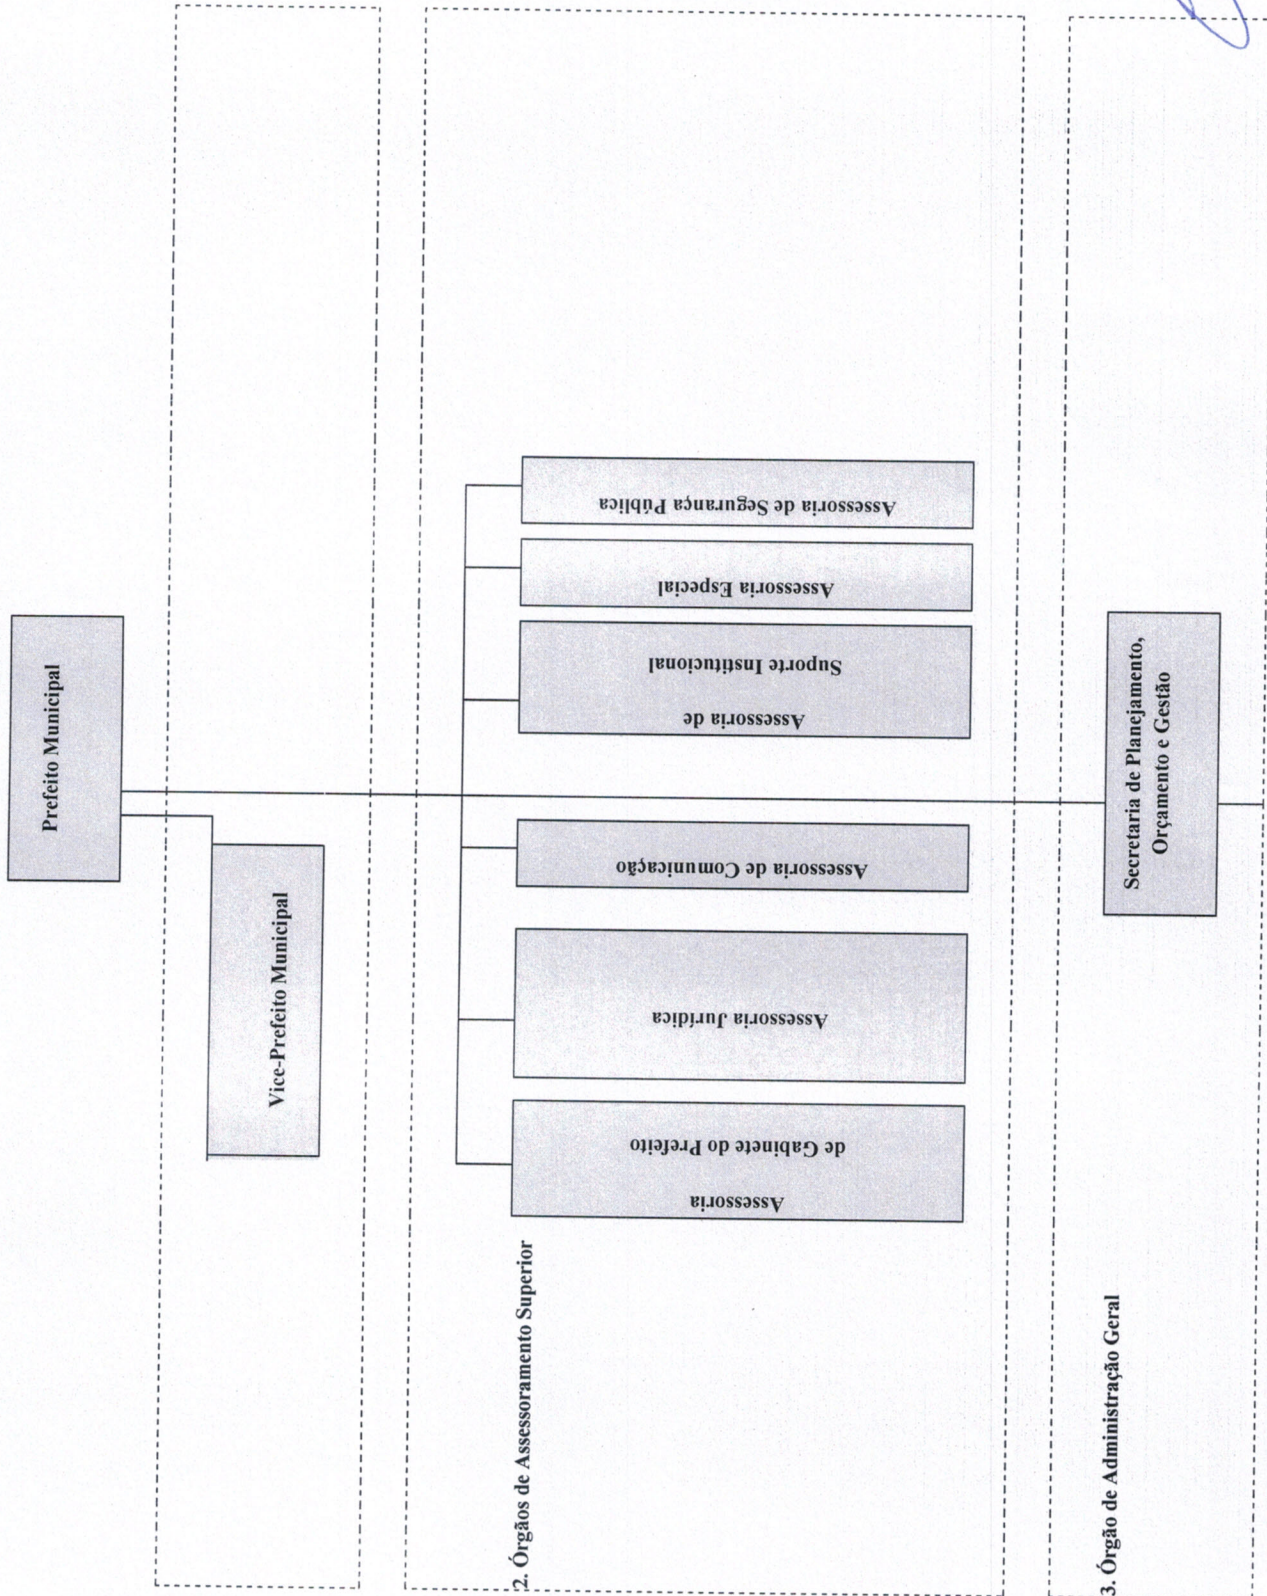 Prefeito Municipal
Vice-Prefeito Municipal
2. Órgãos de Assessoramento Superior
Assessoria
de Gabinete do Prefeito
Assessoria Jurídica
Assessoria de Comunicação
Assessoria de
Suporte Institucional
Assessoria Especial
Assessoria de Segurança Pública
3. Órgão de Administração Geral
Secretaria de Planejamento,
Orçamento e Gestão